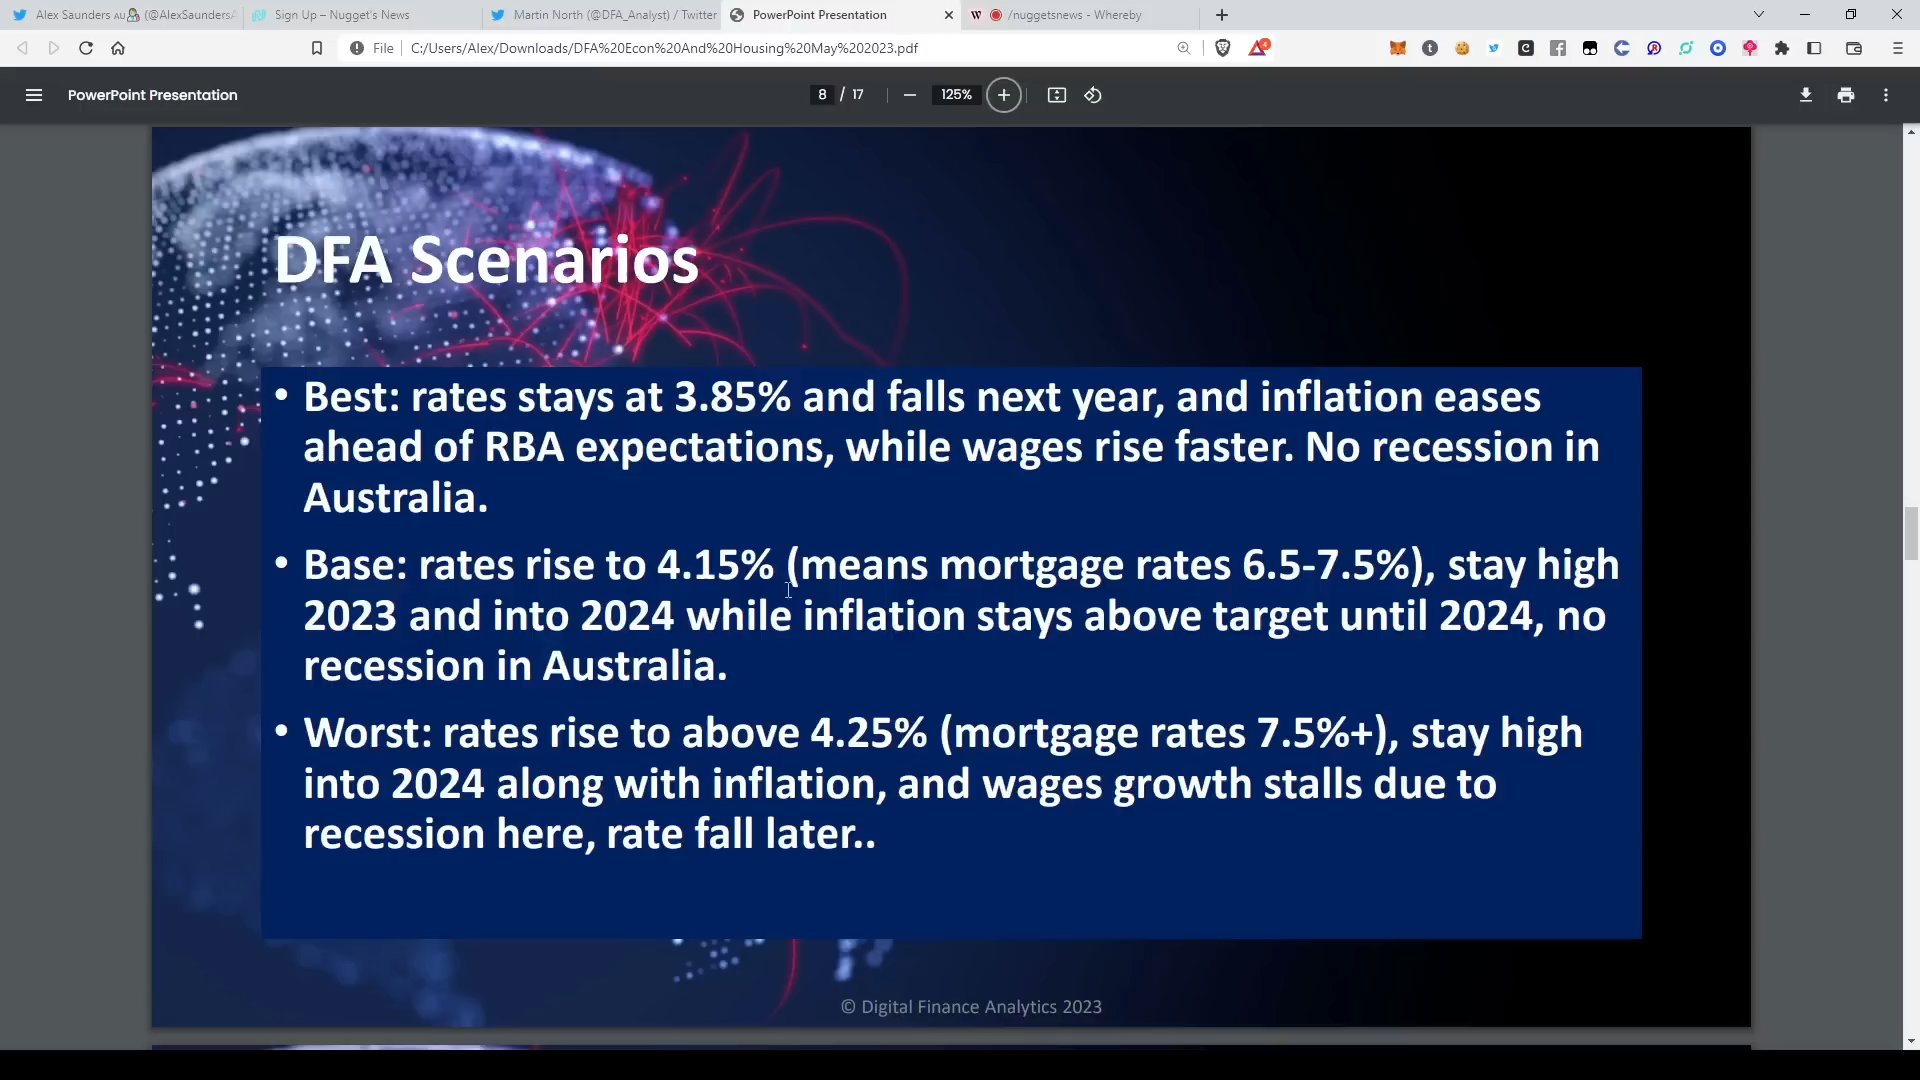 Alex Saunders AU (@AlexSaundersA
Sign Up – Nugget's News
Martin North (@DFA_Analyst) / Twitter
PowerPoint Presentation
/nuggetsnews - Whereby
File
C:/Users/Alex/Downloads/DFA%20Econ%20And%20Housing%20May%202023.pdf
4
PowerPoint Presentation
8 / 17
125%
DFA Scenarios
• Best: rates stays at 3.85% and falls next year, and inflation eases
ahead of RBA expectations, while wages rise faster. No recession in
Australia.
• Base: rates rise to 4.15% (means mortgage rates 6.5-7.5%), stay high
2023 and into 2024 while inflation stays above target until 2024, no
recession in Australia.
• Worst: rates rise to above 4.25% (mortgage rates 7.5%+), stay high
into 2024 along with inflation, and wages growth stalls due to
recession here, rate fall later..
© Digital Finance Analytics 2023